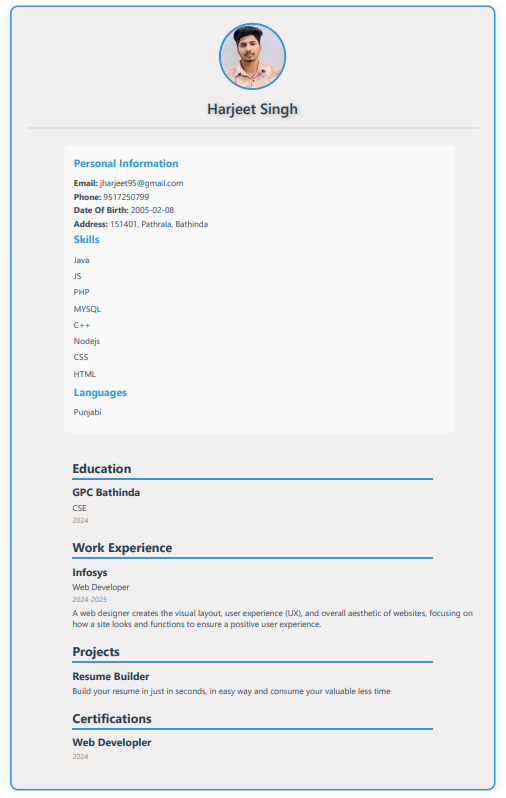 Harjeet Singh
Personal Information
Email: jharjeet95@gmail.com
Phone: 9517250799
Date Of Birth: 2005-02-08
Address: 151401, Pathrala, Bathinda
Skills
Java
JS
PHP
MYSQL
C++
Nodejs
CSS
HTML
Languages
Punjabi
Education
GPC Bathinda
CSE
2024
Work Experience
Infosys
Web Developer
2024-2025
A web designer creates the visual layout, user experience (UX), and overall aesthetic of websites, focusing on
how a site looks and functions to ensure a positive user experience.
Projects
Resume Builder
Build your resume in just in seconds, in easy way and consume your valuable less time
Certifications
Web Developler
2024